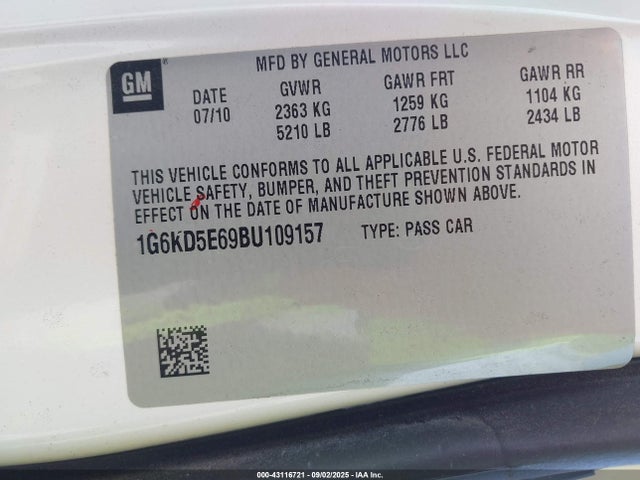 GM
MFD BY GENERAL MOTORS LLC
DATE GVWR GAWR FRT GAWR RR
07/10 2363 KG 1259 KG 1104 KG
5210 LB 2776 LB 2434 LB
THIS VEHICLE CONFORMS TO ALL APPLICABLE U.S. FEDERAL MOTOR
VEHICLE SAFETY, BUMPER, AND THEFT PREVENTION STANDARDS IN
EFFECT ON THE DATE OF MANUFACTURE SHOWN ABOVE.
1G6KD5E69BU109157 TYPE: PASS CAR
000-43116721 - 09/02/2025 - IAA Inc.